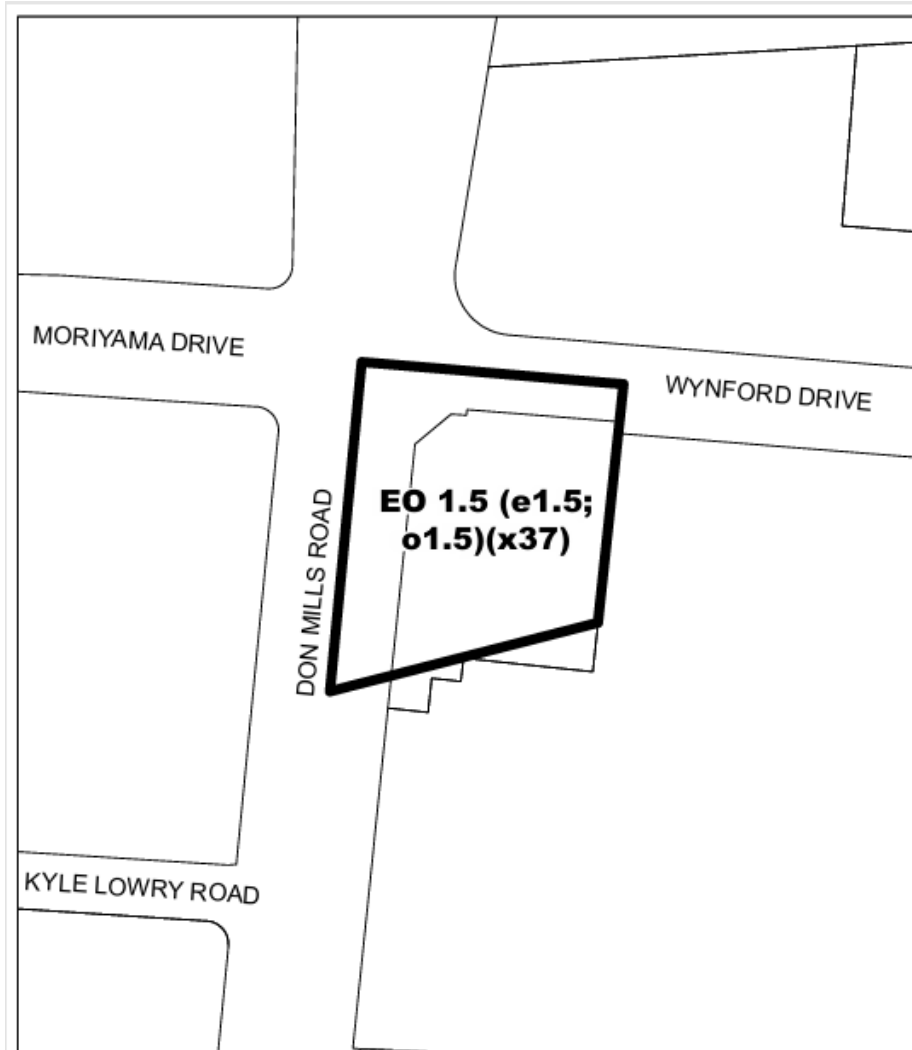 MORIYAMA DRIVE
WYNFORD DRIVE
EO 1.5 (e1.5;
o1.5)(x37)
DON MILLS ROAD
KYLE LOWRY ROAD